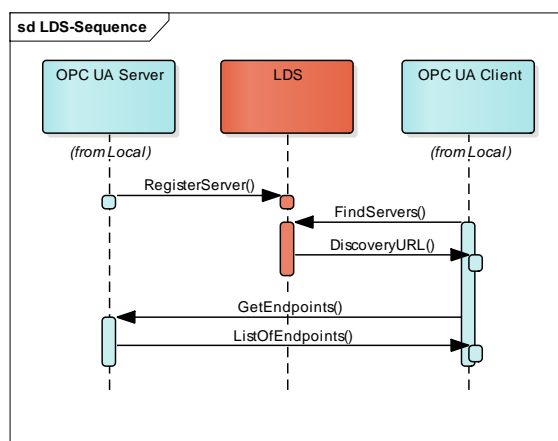 sd LDS-Sequence
OPC UA Server
LDS
OPC UA Client
(from Local)
(from Local)
RegisterServer()
FindServers()
DiscoveryURL()
GetEndpoints()
ListOfEndpoints()